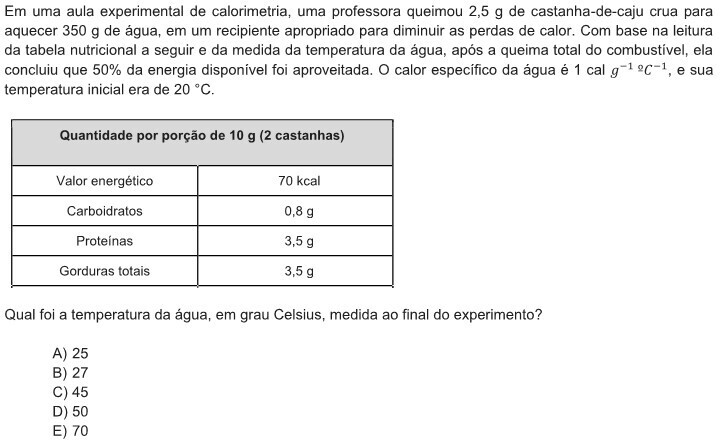 Em uma aula experimental de calorimetria, uma professora queimou 2,5 g de castanha-de-caju crua para
aquecer 350 g de água, em um recipiente apropriado para diminuir as perdas de calor. Com base na leitura
da tabela nutricional a seguir e da medida da temperatura da água, após a queima total do combustível, ela
concluiu que 50% da energia disponível foi aproveitada. O calor específico da água é 1 cal g⁻¹ ºC⁻¹, e sua
temperatura inicial era de 20 °C.
Quantidade por porção de 10 g (2 castanhas)
Valor energético 70 kcal
Carboidratos 0,8 g
Proteínas 3,5 g
Gorduras totais 3,5 g
Qual foi a temperatura da água, em grau Celsius, medida ao final do experimento?
A) 25
B) 27
C) 45
D) 50
E) 70